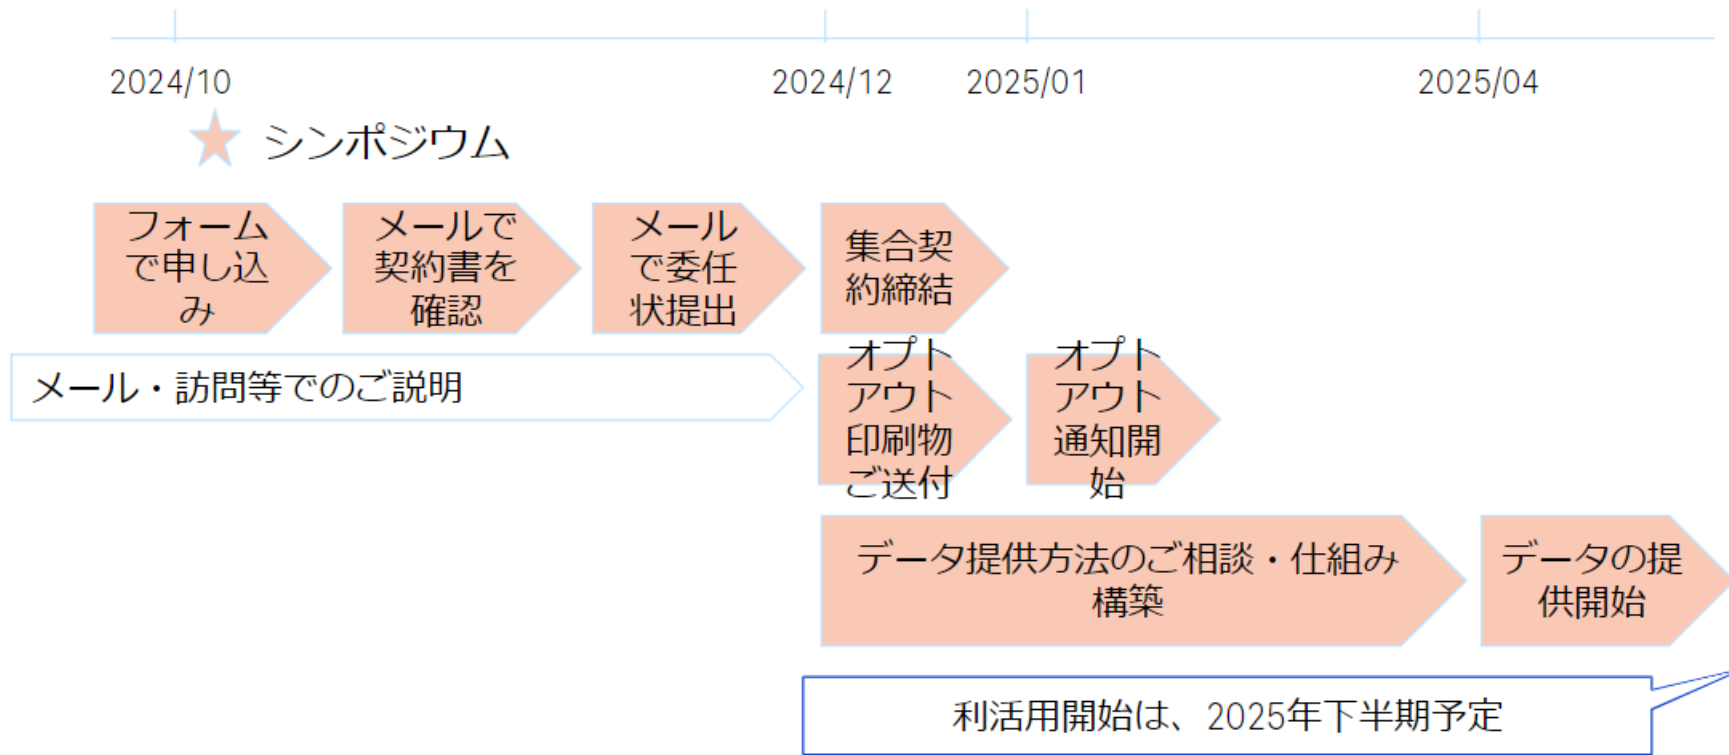 2024/10
2024/12
2025/01
2025/04
シンポジウム
フォーム
で申し込
み
メールで
契約書を
確認
メール
で委任
状提出
集合契
約締結
メール・訪問等でのご説明
オプト
アウト
印刷物
ご送付
オプト
アウト
通知開
始
データ提供方法のご相談・仕組み
構築
データの提
供開始
利活用開始は、2025年下半期予定